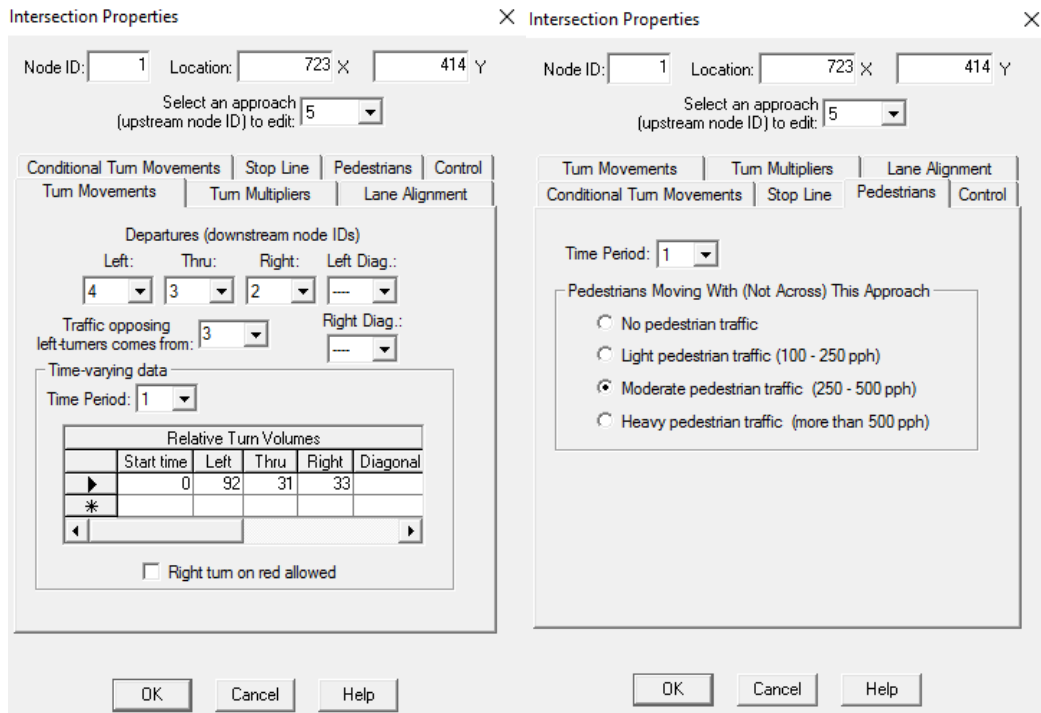 Intersection Properties
Node ID: 1 Location: 723 X 414 Y
Select an approach
(upstream node ID) to edit: 5
Conditional Turn Movements Stop Line Pedestrians Control
Turn Movements Turn Multipliers Lane Alignment
Departures (downstream node IDs)
Left: Thru: Right: Left Diag.:
4 3 2 ----
Traffic opposing
left-turners comes from: 3
Right Diag.:
----
Time-varying data
Time Period: 1
Relative Turn Volumes
Start time Left Thru Right Diagonal
0 92 31 33
Right turn on red allowed
OK Cancel Help
Intersection Properties
Node ID: 1 Location: 723 X 414 Y
Select an approach
(upstream node ID) to edit: 5
Turn Movements Turn Multipliers Lane Alignment
Conditional Turn Movements Stop Line Pedestrians Control
Time Period: 1
Pedestrians Moving With (Not Across) This Approach
No pedestrian traffic
Light pedestrian traffic (100 - 250 pph)
Moderate pedestrian traffic (250 - 500 pph)
Heavy pedestrian traffic (more than 500 pph)
OK Cancel Help